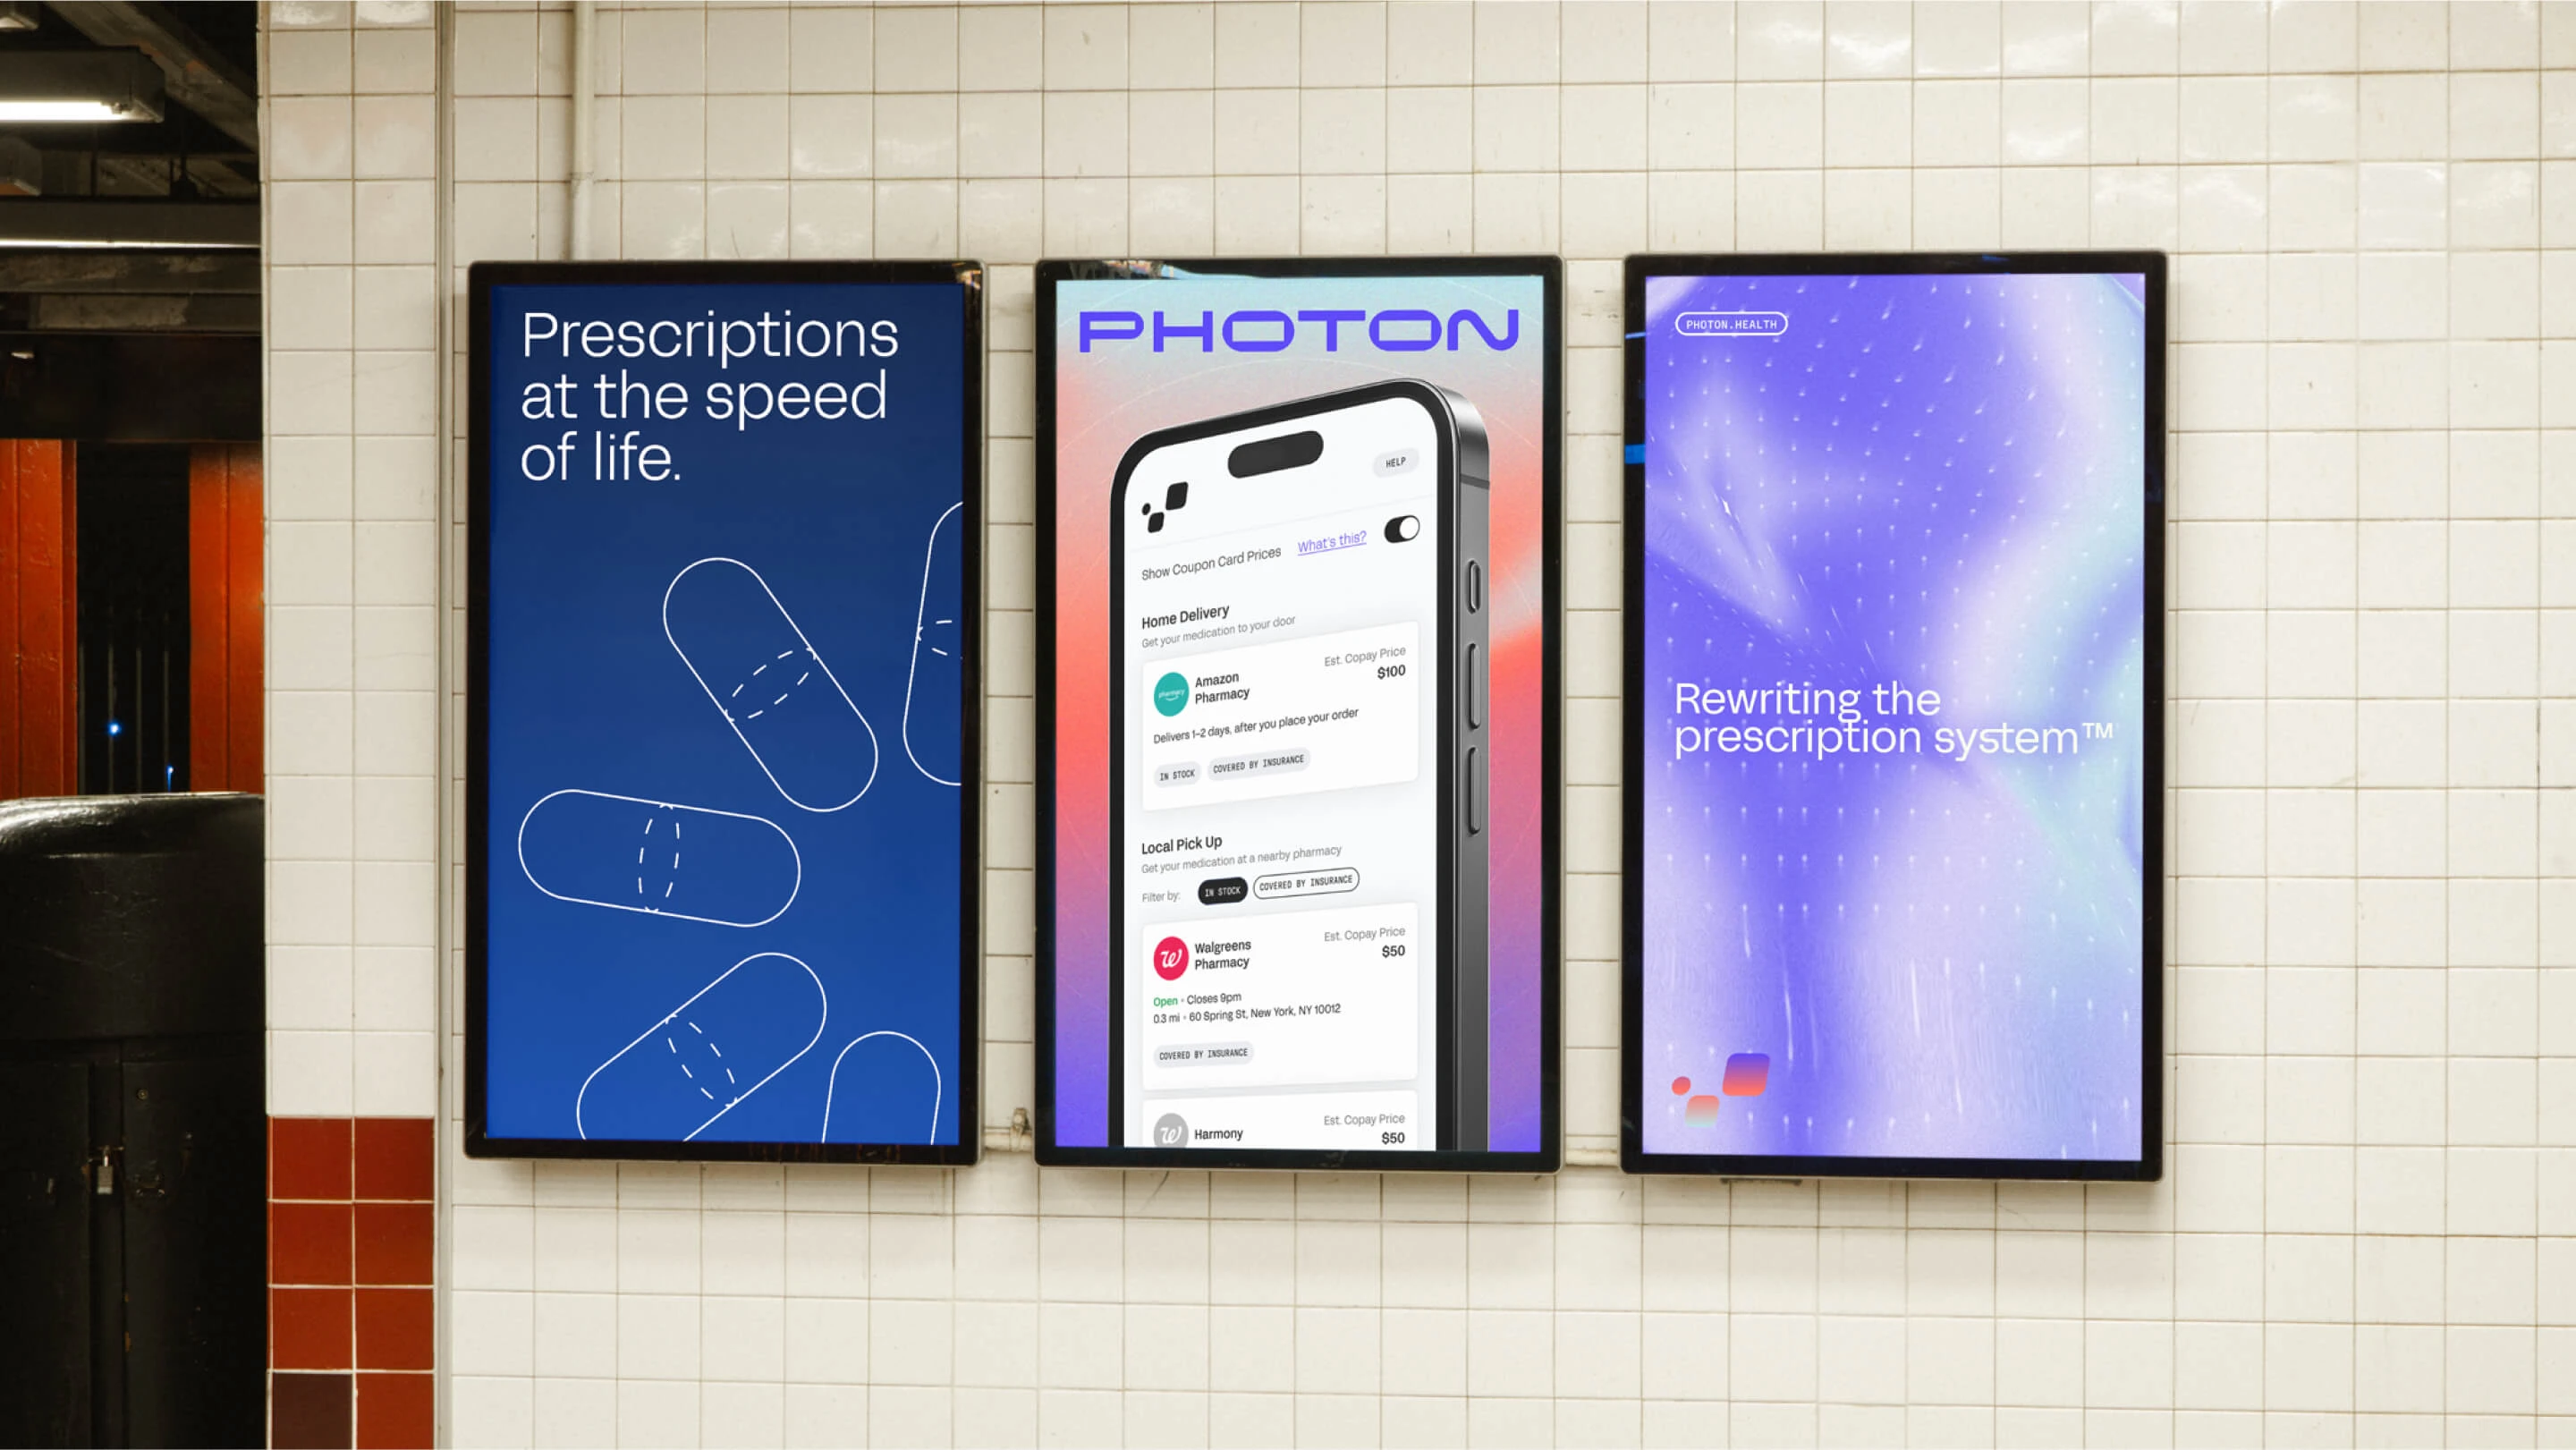 Prescriptions
at the speed
of life.
PHOTON
HELP
Show Coupon Card Prices What's this?
Home Delivery
Get your medication to your door
pharmacy
Amazon
Pharmacy
Est. Copay Price
$100
Delivers 1–2 days, after you place your order
IN STOCK COVERED BY INSURANCE
Local Pick Up
Get your medication at a nearby pharmacy
Filter by: IN STOCK COVERED BY INSURANCE
W
Walgreens
Pharmacy
Est. Copay Price
$50
Open • Closes 9pm
0.3 mi • 60 Spring St, New York, NY 10012
COVERED BY INSURANCE
W
Harmony
Est. Copay Price
$50
PHOTON.HEALTH
Rewriting the
prescription system™